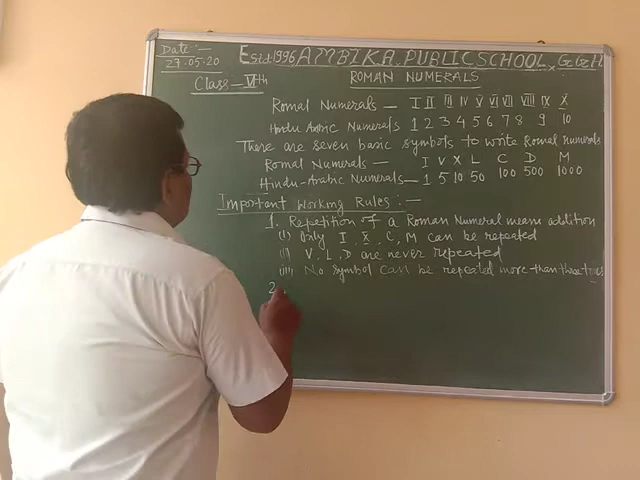 Date:—
27.05.20
Estd.1996, AMBIKA PUBLIC SCHOOL,
Class—VIth
ROMAN NUMERALS
Romal Numerals — I II III IV V VI VII VIII IX X
Hindu Arabic Numerals 1 2 3 4 5 6 7 8 9 10
There are seven basic symbols to write Romal numerals
Romal Numerals — I V X L C D M
Hindu-Arabic Numerals—1 5 10 50 100 500 1000
Important Working Rules:—
1. Repetition of a Roman Numeral means addition
(i) Only I, X, C, M can be repeated
(ii) V, L, D are never repeated
(iii) No symbol can be repeated more than three
2.